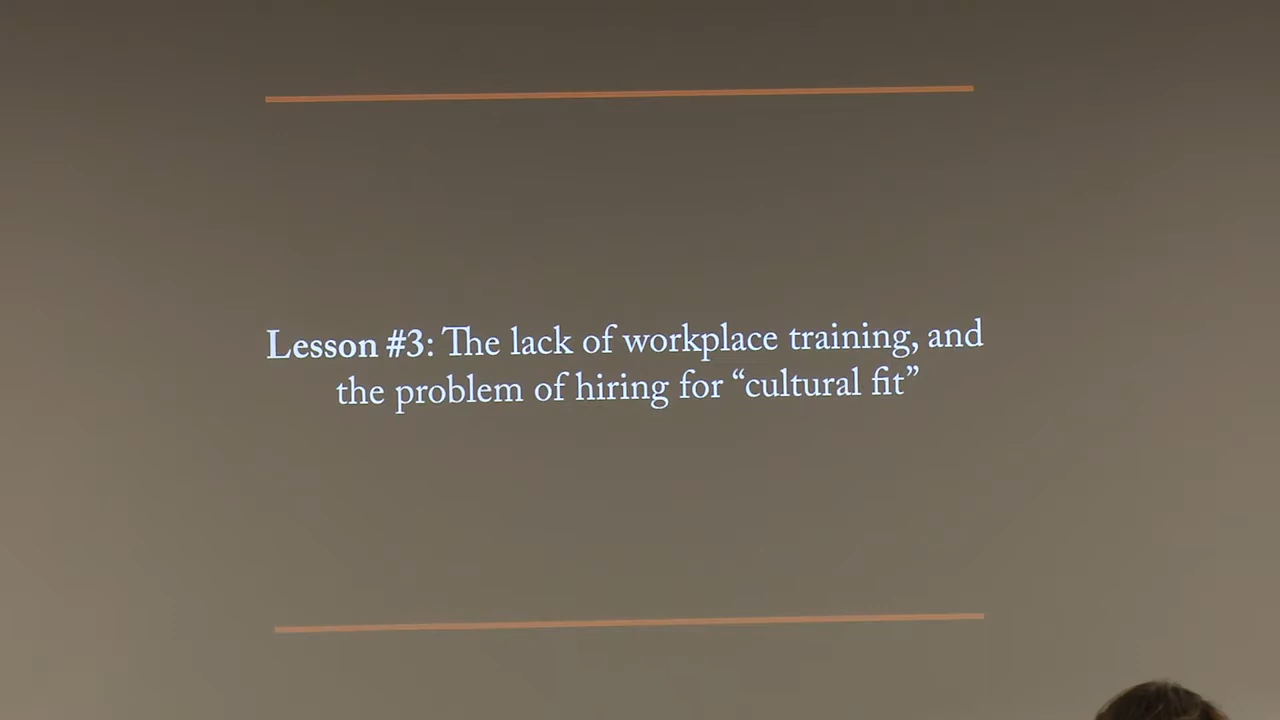 Lesson #3: The lack of workplace training, and
the problem of hiring for “cultural fit”